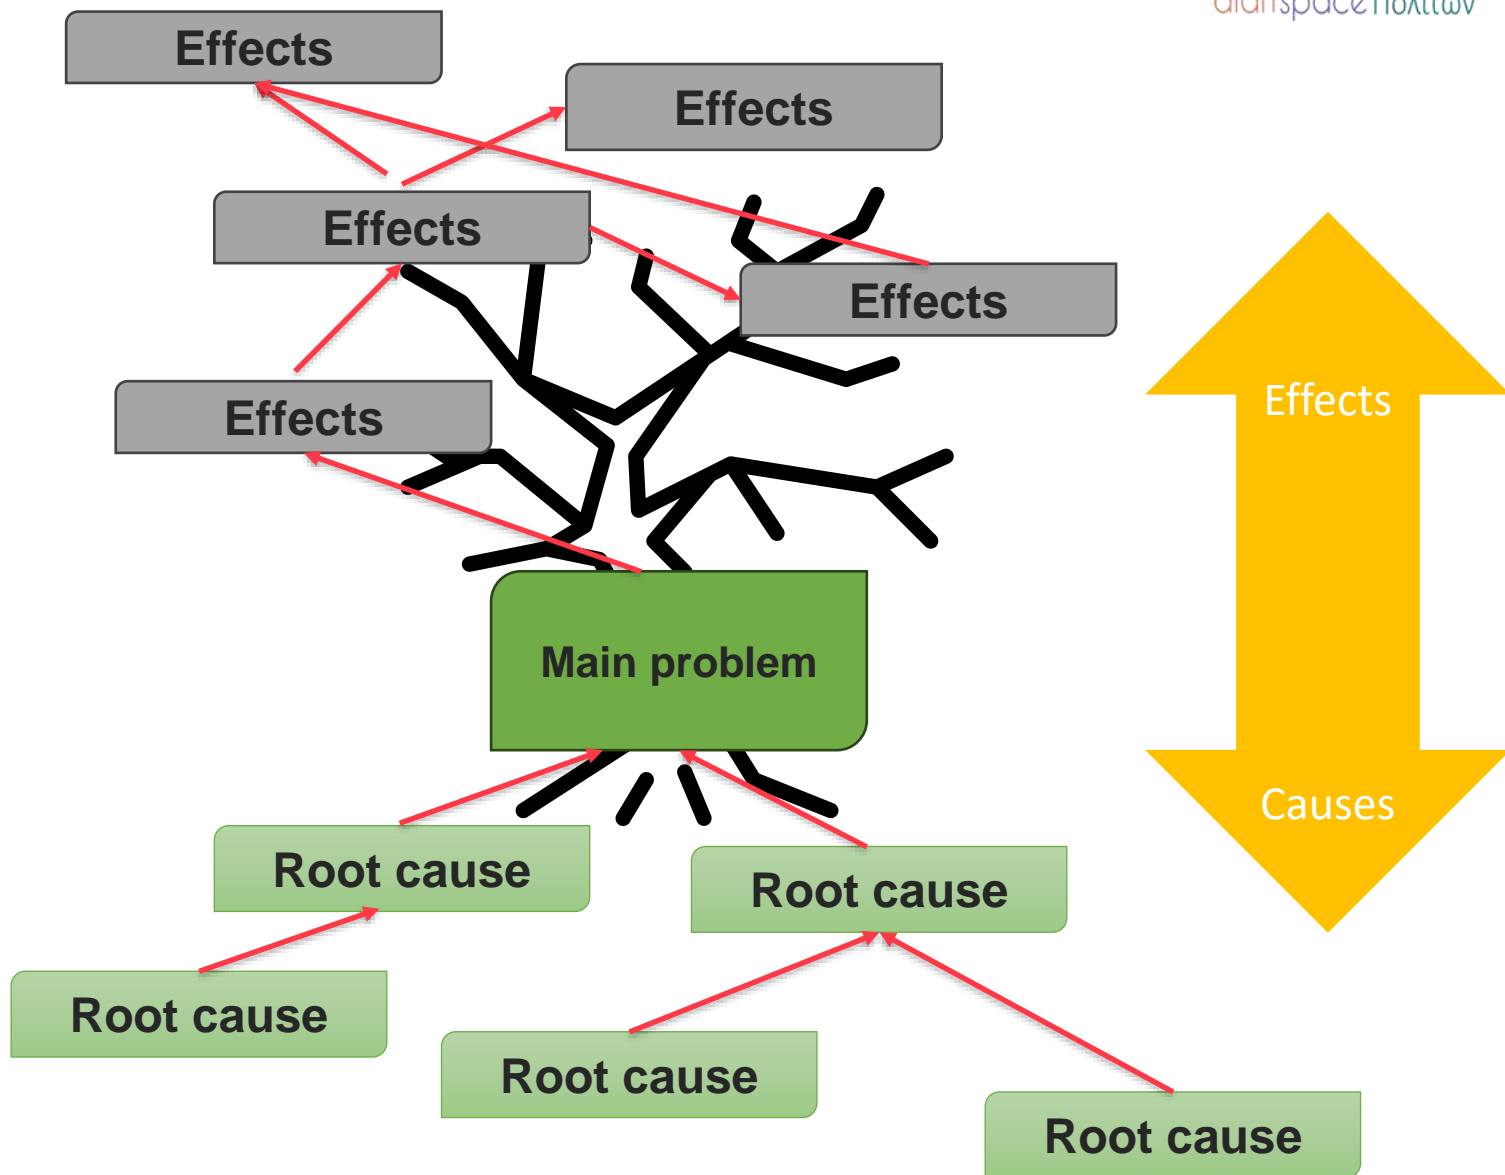 Πολιτών
Effects
Effects
Effects
Effects
Effects
Effects
Main problem
Causes
Root cause
Root cause
Root cause
Root cause
Root cause